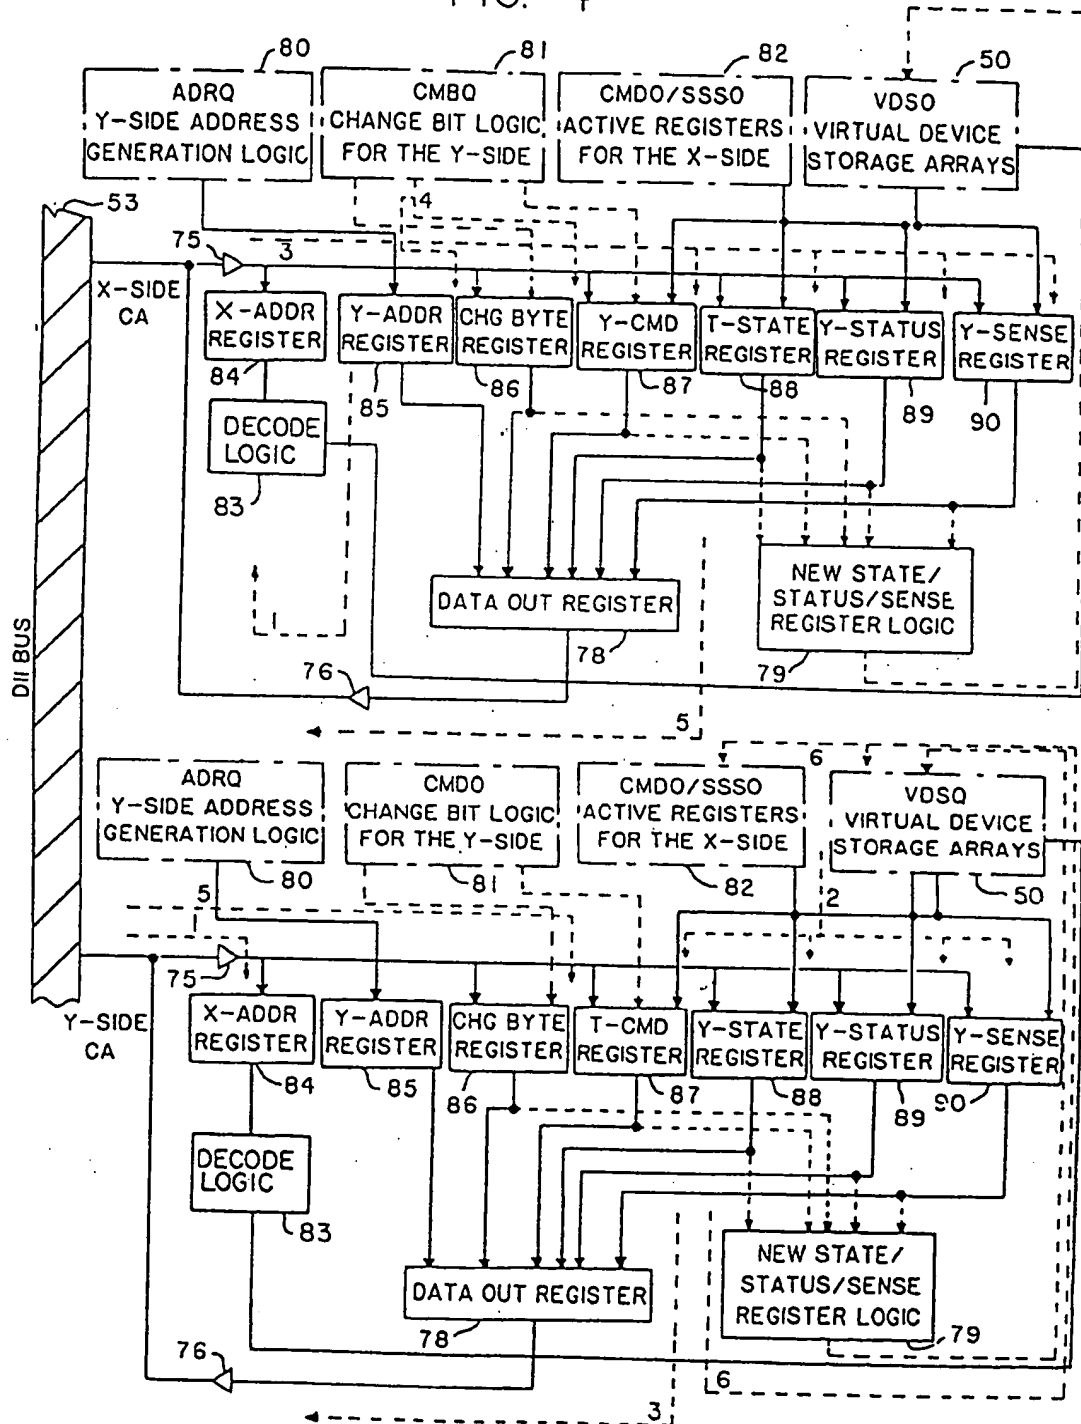 FIG.
80
81
82
50
ADRQ
Y-SIDE ADDRESS
GENERATION LOGIC
CMBQ
CHANGE BIT LOGIC
FOR THE Y-SIDE
CMDO/SSSO
ACTIVE REGISTERS
FOR THE X-SIDE
VDSO
VIRTUAL DEVICE
STORAGE ARRAYS
53
75
3
4
X-SIDE
CA
X-ADDR
REGISTER
84
Y-ADDR
REGISTER
85
CHG BYTE
REGISTER
86
Y-CMD
REGISTER
87
T-STATE
REGISTER
88
Y-STATUS
REGISTER
89
Y-SENSE
REGISTER
90
DECODE
LOGIC
83
1
DATA OUT REGISTER
78
NEW STATE/
STATUS/SENSE
REGISTER LOGIC
79
76
5
DII BUS
6
ADRQ
Y-SIDE ADDRESS
GENERATION LOGIC
80
CMDO
CHANGE BIT LOGIC
FOR THE Y-SIDE
81
CMDO/SSSO
ACTIVE REGISTERS
FOR THE X-SIDE
82
VDSQ
VIRTUAL DEVICE
STORAGE ARRAYS
50
5
1
2
75
Y-SIDE
CA
X-ADDR
REGISTER
84
Y-ADDR
REGISTER
85
CHG BYTE
REGISTER
86
T-CMD
REGISTER
87
Y-STATE
REGISTER
88
Y-STATUS
REGISTER
89
Y-SENSE
REGISTER
90
DECODE
LOGIC
83
DATA OUT REGISTER
78
NEW STATE/
STATUS/SENSE
REGISTER LOGIC
79
76
6
3